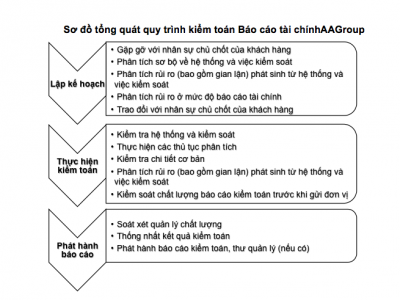 Sơ đồ tổng quát quy trình kiểm toán Báo cáo tài chínhAAGroup
Lập kế hoạch
• Gặp gỡ với nhân sự chủ chốt của khách hàng
• Phân tích sơ bộ về hệ thống và việc kiểm soát
• Phân tích rủi ro (bao gồm gian lận) phát sinh từ hệ thống và
việc kiểm soát
• Phân tích rủi ở mức độ báo cáo tài chính
• Trao đổi với nhân sự chủ chốt của khách hàng
Thực hiện
kiểm toán
• Kiểm tra hệ thống và kiểm soát
• Thực hiện các thủ tục phân tích
• Kiểm tra chi tiết cơ bản
• Phân tích rủi ro (bao gồm gian lận) phát sinh từ hệ thống và
việc kiểm soát
• Kiểm soát chất lượng báo cáo kiểm toán trước khi gửi đơn vị
Phát hành
báo cáo
• Soát xét quản lý chất lượng
• Thống nhất kết quả kiểm toán
• Phát hành báo cáo kiểm toán, thư quản lý (nếu có)